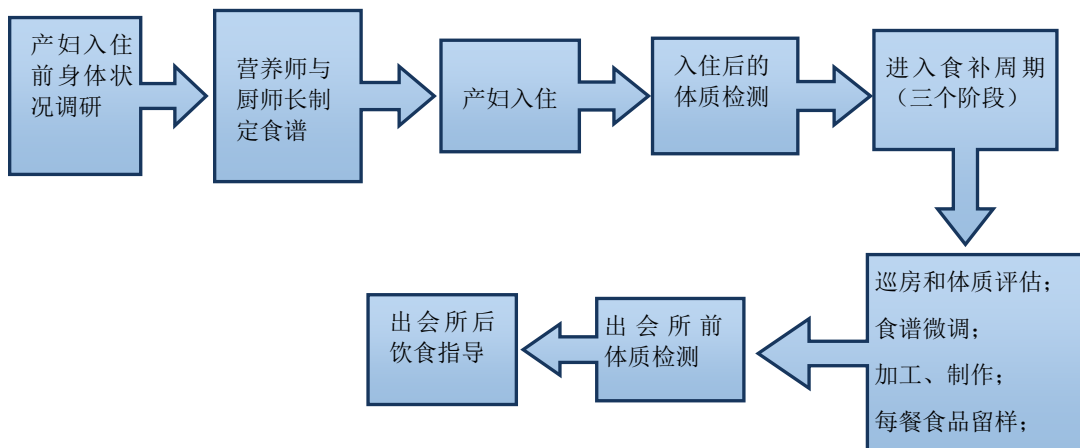 产妇入住
前身体状
况调研
营养师与
厨师长制
定食谱
产妇入住
入住后的
体质检测
进入食补周期
（三个阶段）
巡房和体质评估；
食谱微调；
加工、制作；
每餐食品留样；
出会所前
体质检测
出会所后
饮食指导